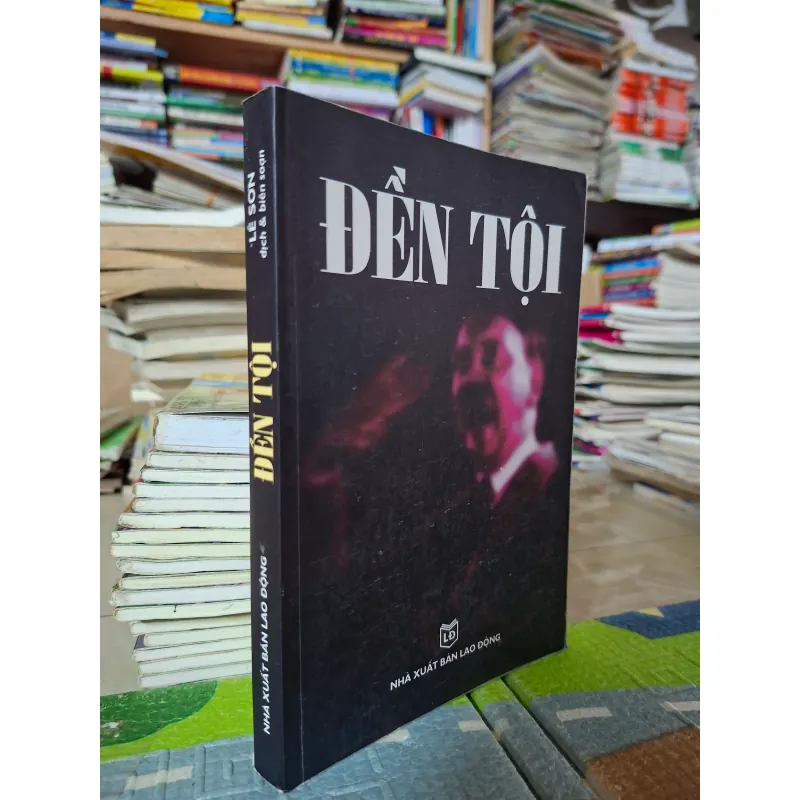 ĐỀN TỘI
LĐ
NHÀ XUẤT BẢN LAO ĐỘNG
LÊ SƠN
dịch & biên soạn
ĐỀN TỘI
NHÀ XUẤT BẢN LAO ĐỘNG